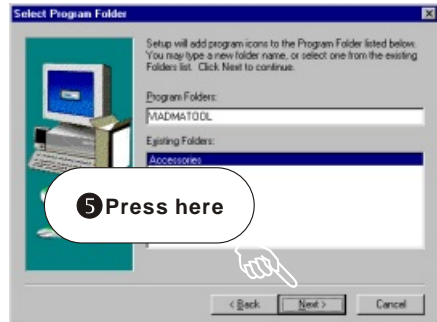 Select Program Folder
Setup will add program icons to the Program Folder listed below.
You may type a new folder name, or select one from the existing
Folders list. Click Next to continue.
Program Folders:
VIADMATOOL
Existing Folders:
Accessories
❺Press here
< Back
Next >
Cancel